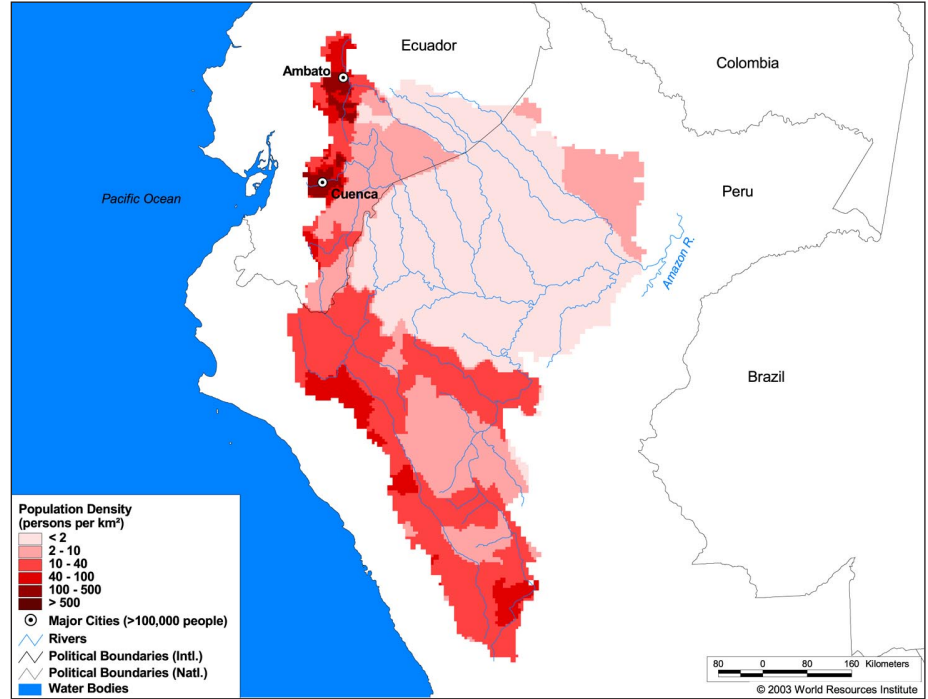 Ecuador
Colombia
Ambato
Pacific Ocean
Cuenca
Peru
Amazon R.
Brazil
Population Density
(persons per km²)
< 2
2 - 10
10 - 40
40 - 100
100 - 500
> 500
Major Cities (>100,000 people)
Rivers
Political Boundaries (Intl.)
Political Boundaries (Natl.)
Water Bodies
80 0 80 160 Kilometers
© 2003 World Resources Institute